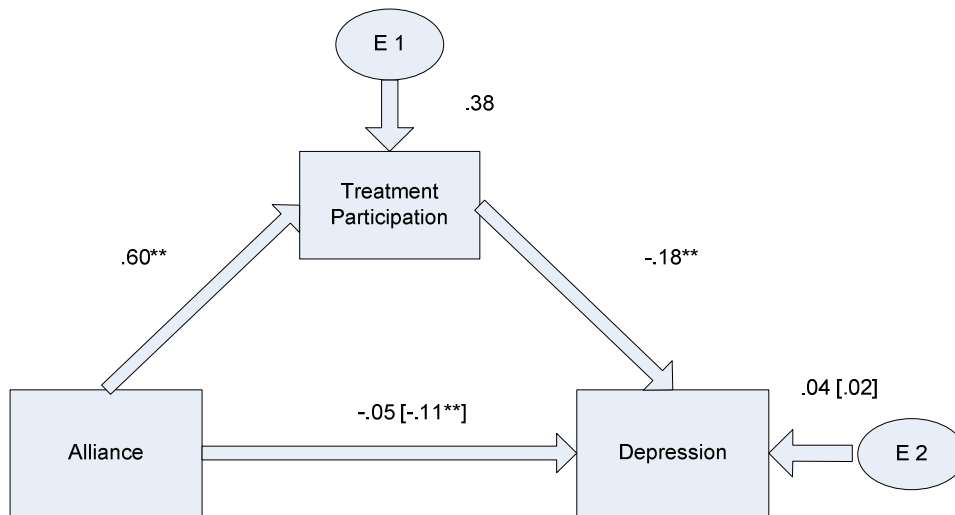 E 1
.38
Treatment
Participation
.60**
-.18**
-.05 [-.11**]
.04 [.02]
Alliance
Depression
E 2